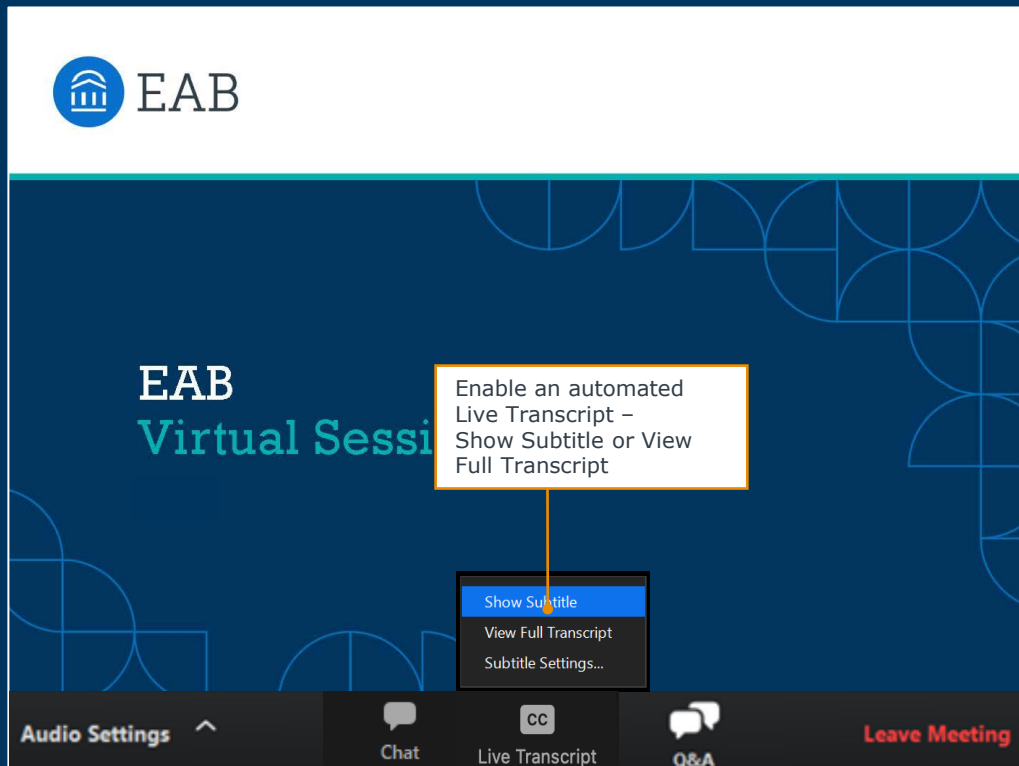 EAB
EAB
Virtual Sessi
Enable an automated
Live Transcript –
Show Subtitle or View
Full Transcript
Show Subtitle
View Full Transcript
Subtitle Settings...
Audio Settings
Chat
CC
Live Transcript
Q&A
Leave Meeting